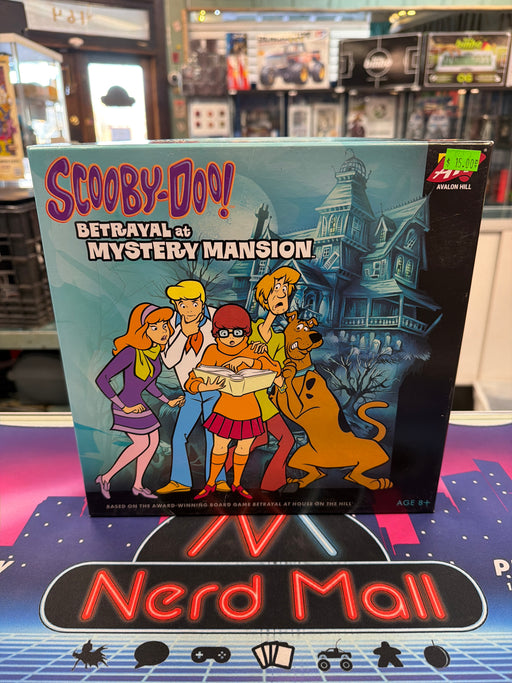 SCOOBY-DOO!
BETRAYAL at
MYSTERY MANSION
$ 15.00
AVALON HILL
BASED ON THE AWARD-WINNING BOARD GAME BETRAYAL AT HOUSE ON THE HILL
AGE 8+
Nerd Mall